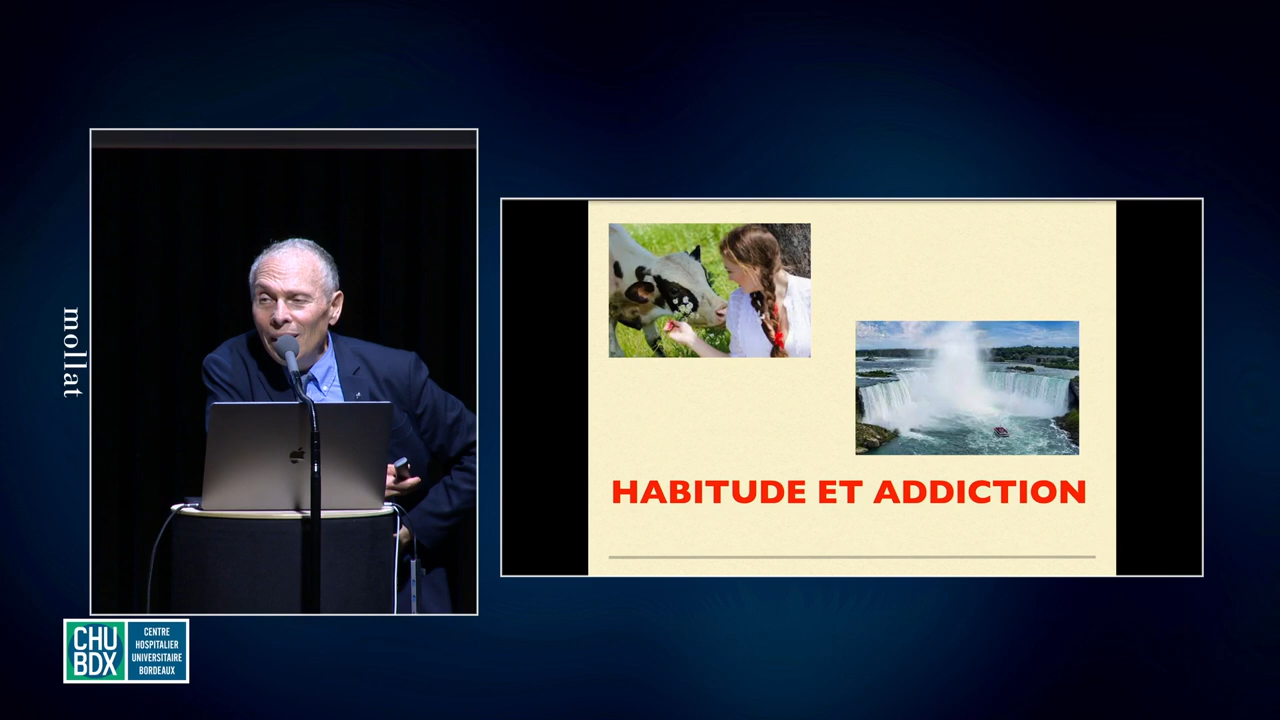 mollat
HABITUDE ET ADDICTION
CHU
BDX
CENTRE
HOSPITALIER
UNIVERSITAIRE
BORDEAUX